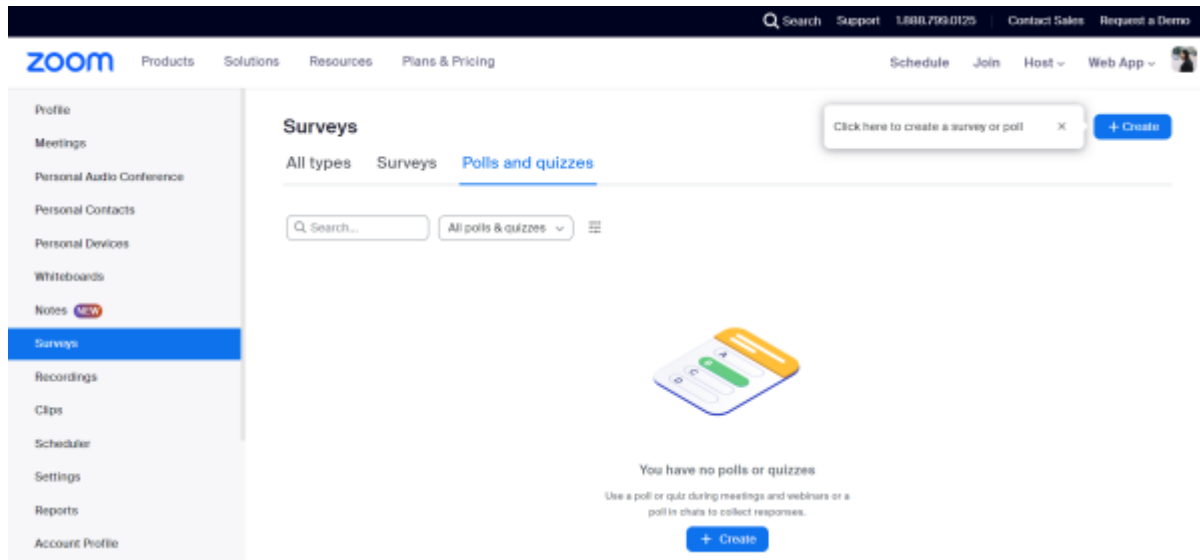 Search Support 1.888.799.0125 Contact Sales Request a Demo
zoom Products Solutions Resources Plans & Pricing Schedule Join Host Web App
Profile
Meetings
Personal Audio Conference
Personal Contacts
Personal Devices
Whiteboards
Notes NEW
Surveys
Recordings
Clips
Scheduler
Settings
Reports
Account Profile
Surveys
Click here to create a survey or poll × + Create
All types Surveys Polls and quizzes
Search... All polls & quizzes
A
B
C
D
You have no polls or quizzes
Use a poll or quiz during meetings and webinars or a
poll in chats to collect responses.
+ Create